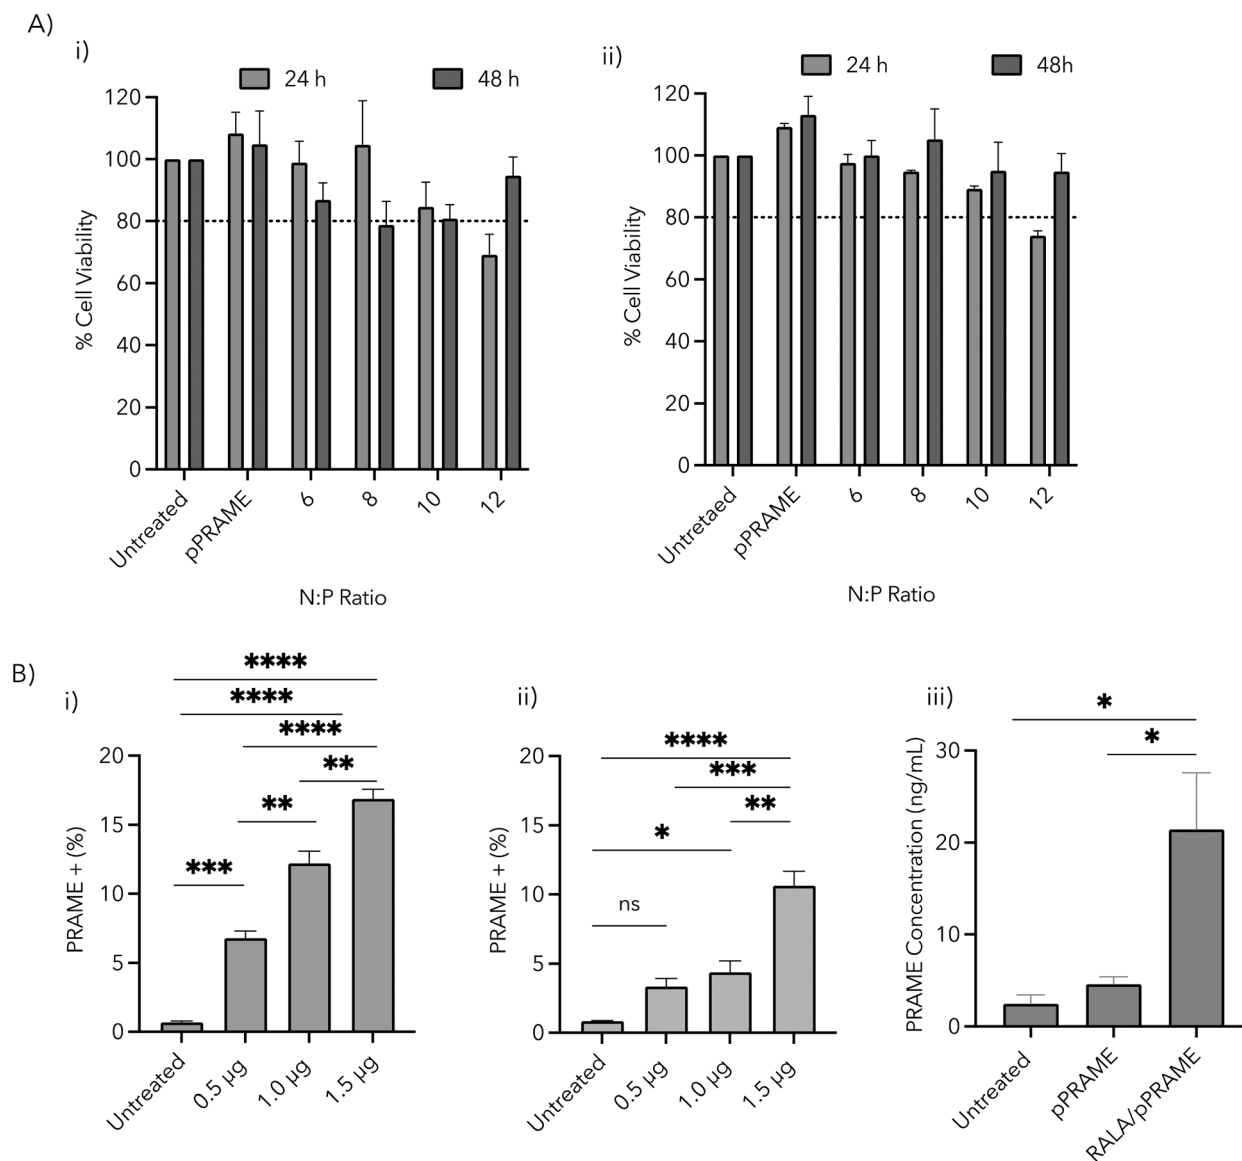 A)
i)
24 h
48 h
120
100
80
60
40
20
0
% Cell Viability
Untreated
pPRAME
6
8
10
12
N:P Ratio
ii)
24 h
48h
120
100
80
60
40
20
0
% Cell Viability
Untretaed
pPRAME
6
8
10
12
N:P Ratio
B)
i)
****
****
****
**
**
***
20
15
10
5
0
PRAME + (%)
Untreated
0.5 µg
1.0 µg
1.5 µg
ii)
****
***
**
*
ns
20
15
10
5
0
PRAME + (%)
Untreated
0.5 µg
1.0 µg
1.5 µg
iii)
*
*
30
20
10
0
PRAME Concentration (ng/mL)
Untreated
pPRAME
RALA/pPRAME